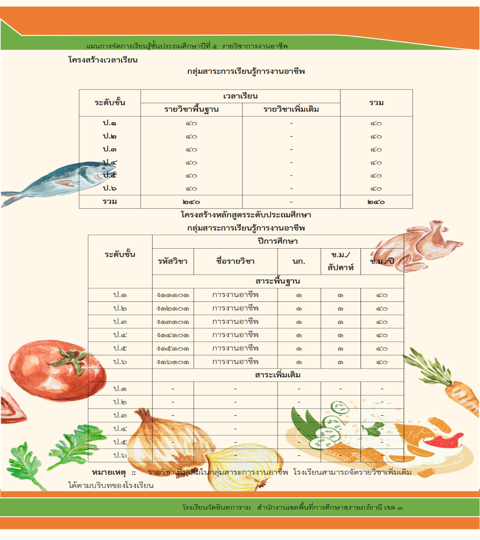 แผนการจัดการเรียนรู้ชั้นประถมศึกษาปีที่ ๕ รายวิชาการงานอาชีพ
โครงสร้างเวลาเรียน
กลุ่มสาระการเรียนรู้การงานอาชีพ
ระดับชั้น เวลาเรียน รวม
รายวิชาพื้นฐาน รายวิชาเพิ่มเติม
ป.๑ ๔๐ - ๔๐
ป.๒ ๔๐ - ๔๐
ป.๓ ๔๐ - ๔๐
ป.๔ ๔๐ - ๔๐
ป.๕ ๔๐ - ๔๐
ป.๖ ๔๐ - ๔๐
รวม ๒๔๐ - ๒๔๐
โครงสร้างหลักสูตรระดับประถมศึกษา
กลุ่มสาระการเรียนรู้การงานอาชีพ
ระดับชั้น ปีการศึกษา
รหัสวิชา ชื่อรายวิชา นก. ช.ม./สัปดาห์ ช.ม./ปี
สาระพื้นฐาน
ป.๑ ง๑๑๑๐๑ การงานอาชีพ ๑ ๑ ๔๐
ป.๒ ง๑๒๑๐๑ การงานอาชีพ ๑ ๑ ๔๐
ป.๓ ง๑๓๑๐๑ การงานอาชีพ ๑ ๑ ๔๐
ป.๔ ง๑๔๑๐๑ การงานอาชีพ ๑ ๑ ๔๐
ป.๕ ง๑๕๑๐๑ การงานอาชีพ ๑ ๑ ๔๐
ป.๖ ง๑๖๑๐๑ การงานอาชีพ ๑ ๑ ๔๐
สาระเพิ่มเติม
ป.๑ - - - - -
ป.๒ - - - - -
ป.๓ - - - - -
ป.๔ - - - - -
ป.๕ - - - - -
ป.๖ - - - - -
หมายเหตุ :: รายวิชาเพิ่มเติมในกลุ่มสาระการงานอาชีพ โรงเรียนสามารถจัดรายวิชาเพิ่มเติม
ได้ตามบริบทของโรงเรียน
โรงเรียนวัดจันทการาม สำนักงานเขตพื้นที่การศึกษาสุราษฎร์ธานี เขต ๓